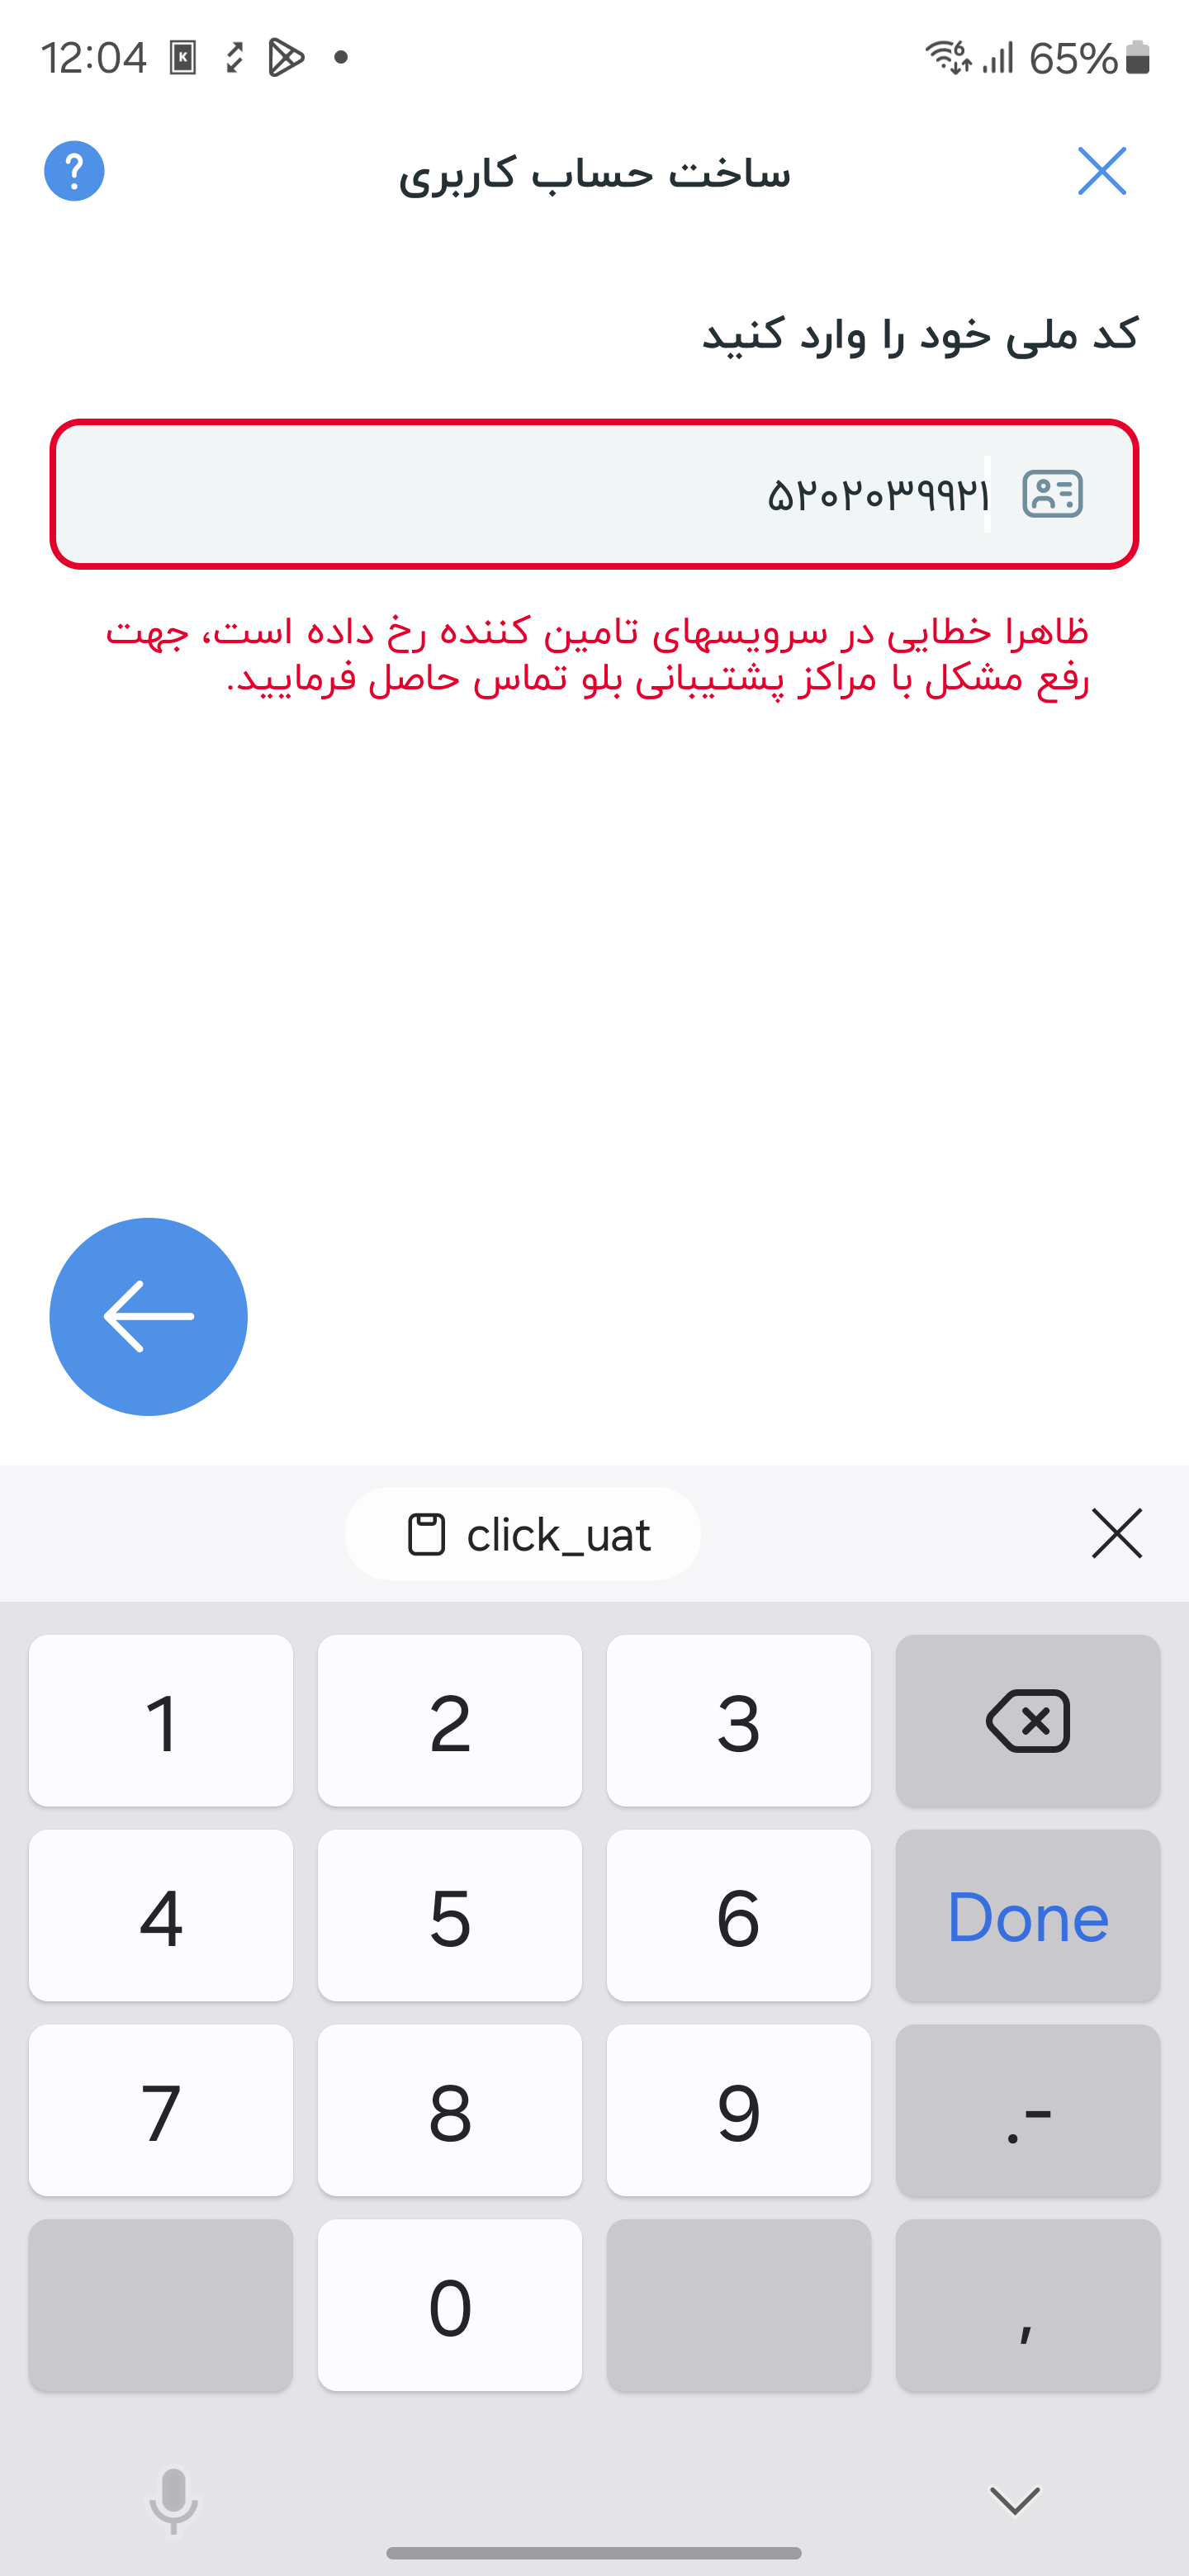 12:04
65%
ساخت حساب کاربری
کد ملی خود را وارد کنید
۵۲۰۲۰۳۹۹۲۱
ظاهرا خطایی در سرویسهای تامین کننده رخ داده است، جهت
رفع مشکل با مراکز پشتیبانی بلو تماس حاصل فرمایید.
click_uat
1 2 3
4 5 6 Done
7 8 9 .-
0 ,